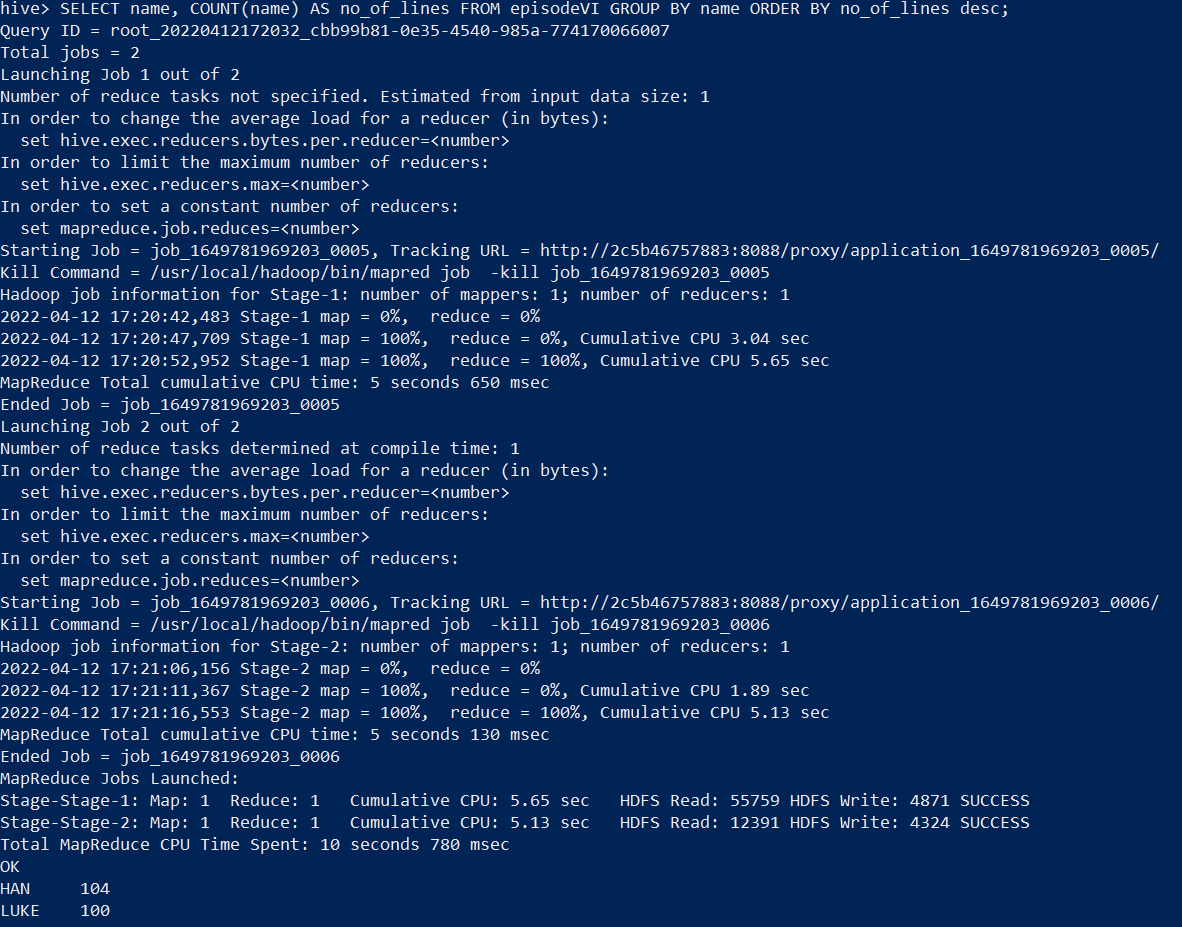 hive> SELECT name, COUNT(name) AS no_of_lines FROM episodeVI GROUP BY name ORDER BY no_of_lines desc;
Query ID = root_20220412172032_cbb99b81-0e35-4540-985a-774170066007
Total jobs = 2
Launching Job 1 out of 2
Number of reduce tasks not specified. Estimated from input data size: 1
In order to change the average load for a reducer (in bytes):
  set hive.exec.reducers.bytes.per.reducer=<number>
In order to limit the maximum number of reducers:
  set hive.exec.reducers.max=<number>
In order to set a constant number of reducers:
  set mapreduce.job.reduces=<number>
Starting Job = job_1649781969203_0005, Tracking URL = http://2c5b46757883:8088/proxy/application_1649781969203_0005/
Kill Command = /usr/local/hadoop/bin/mapred job  -kill job_1649781969203_0005
Hadoop job information for Stage-1: number of mappers: 1; number of reducers: 1
2022-04-12 17:20:42,483 Stage-1 map = 0%,  reduce = 0%
2022-04-12 17:20:47,709 Stage-1 map = 100%,  reduce = 0%, Cumulative CPU 3.04 sec
2022-04-12 17:20:52,952 Stage-1 map = 100%,  reduce = 100%, Cumulative CPU 5.65 sec
MapReduce Total cumulative CPU time: 5 seconds 650 msec
Ended Job = job_1649781969203_0005
Launching Job 2 out of 2
Number of reduce tasks determined at compile time: 1
In order to change the average load for a reducer (in bytes):
  set hive.exec.reducers.bytes.per.reducer=<number>
In order to limit the maximum number of reducers:
  set hive.exec.reducers.max=<number>
In order to set a constant number of reducers:
  set mapreduce.job.reduces=<number>
Starting Job = job_1649781969203_0006, Tracking URL = http://2c5b46757883:8088/proxy/application_1649781969203_0006/
Kill Command = /usr/local/hadoop/bin/mapred job  -kill job_1649781969203_0006
Hadoop job information for Stage-2: number of mappers: 1; number of reducers: 1
2022-04-12 17:21:06,156 Stage-2 map = 0%,  reduce = 0%
2022-04-12 17:21:11,367 Stage-2 map = 100%,  reduce = 0%, Cumulative CPU 1.89 sec
2022-04-12 17:21:16,553 Stage-2 map = 100%,  reduce = 100%, Cumulative CPU 5.13 sec
MapReduce Total cumulative CPU time: 5 seconds 130 msec
Ended Job = job_1649781969203_0006
MapReduce Jobs Launched:
Stage-Stage-1: Map: 1  Reduce: 1   Cumulative CPU: 5.65 sec   HDFS Read: 55759 HDFS Write: 4871 SUCCESS
Stage-Stage-2: Map: 1  Reduce: 1   Cumulative CPU: 5.13 sec   HDFS Read: 12391 HDFS Write: 4324 SUCCESS
Total MapReduce CPU Time Spent: 10 seconds 780 msec
OK
HAN     104
LUKE    100